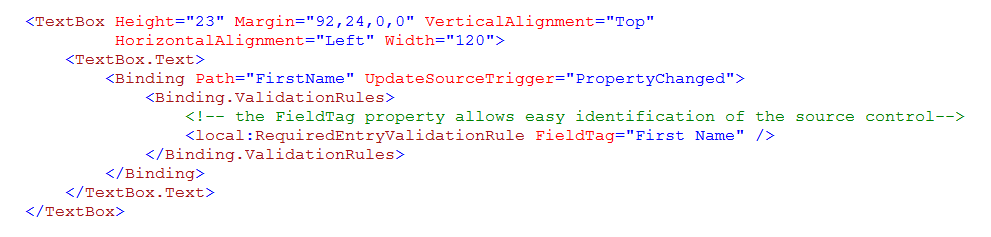 <TextBox Height="23" Margin="92,24,0,0" VerticalAlignment="Top"
HorizontalAlignment="Left" Width="120">
<TextBox.Text>
<Binding Path="FirstName" UpdateSourceTrigger="PropertyChanged">
<Binding.ValidationRules>
<!-- the FieldTag property allows easy identification of the source control-->
<local:RequiredEntryValidationRule FieldTag="First Name" />
</Binding.ValidationRules>
</Binding>
</TextBox.Text>
</TextBox>